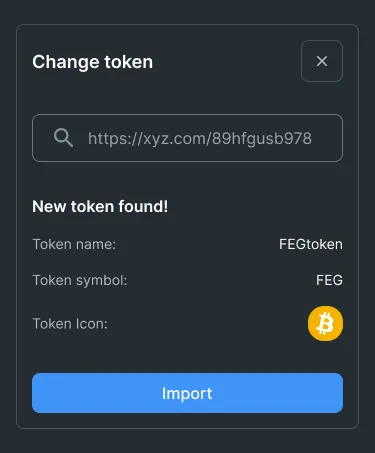 Change token
https://xyz.com/89hfgusb978
New token found!
Token name: FEGtoken
Token symbol: FEG
Token Icon:
Import